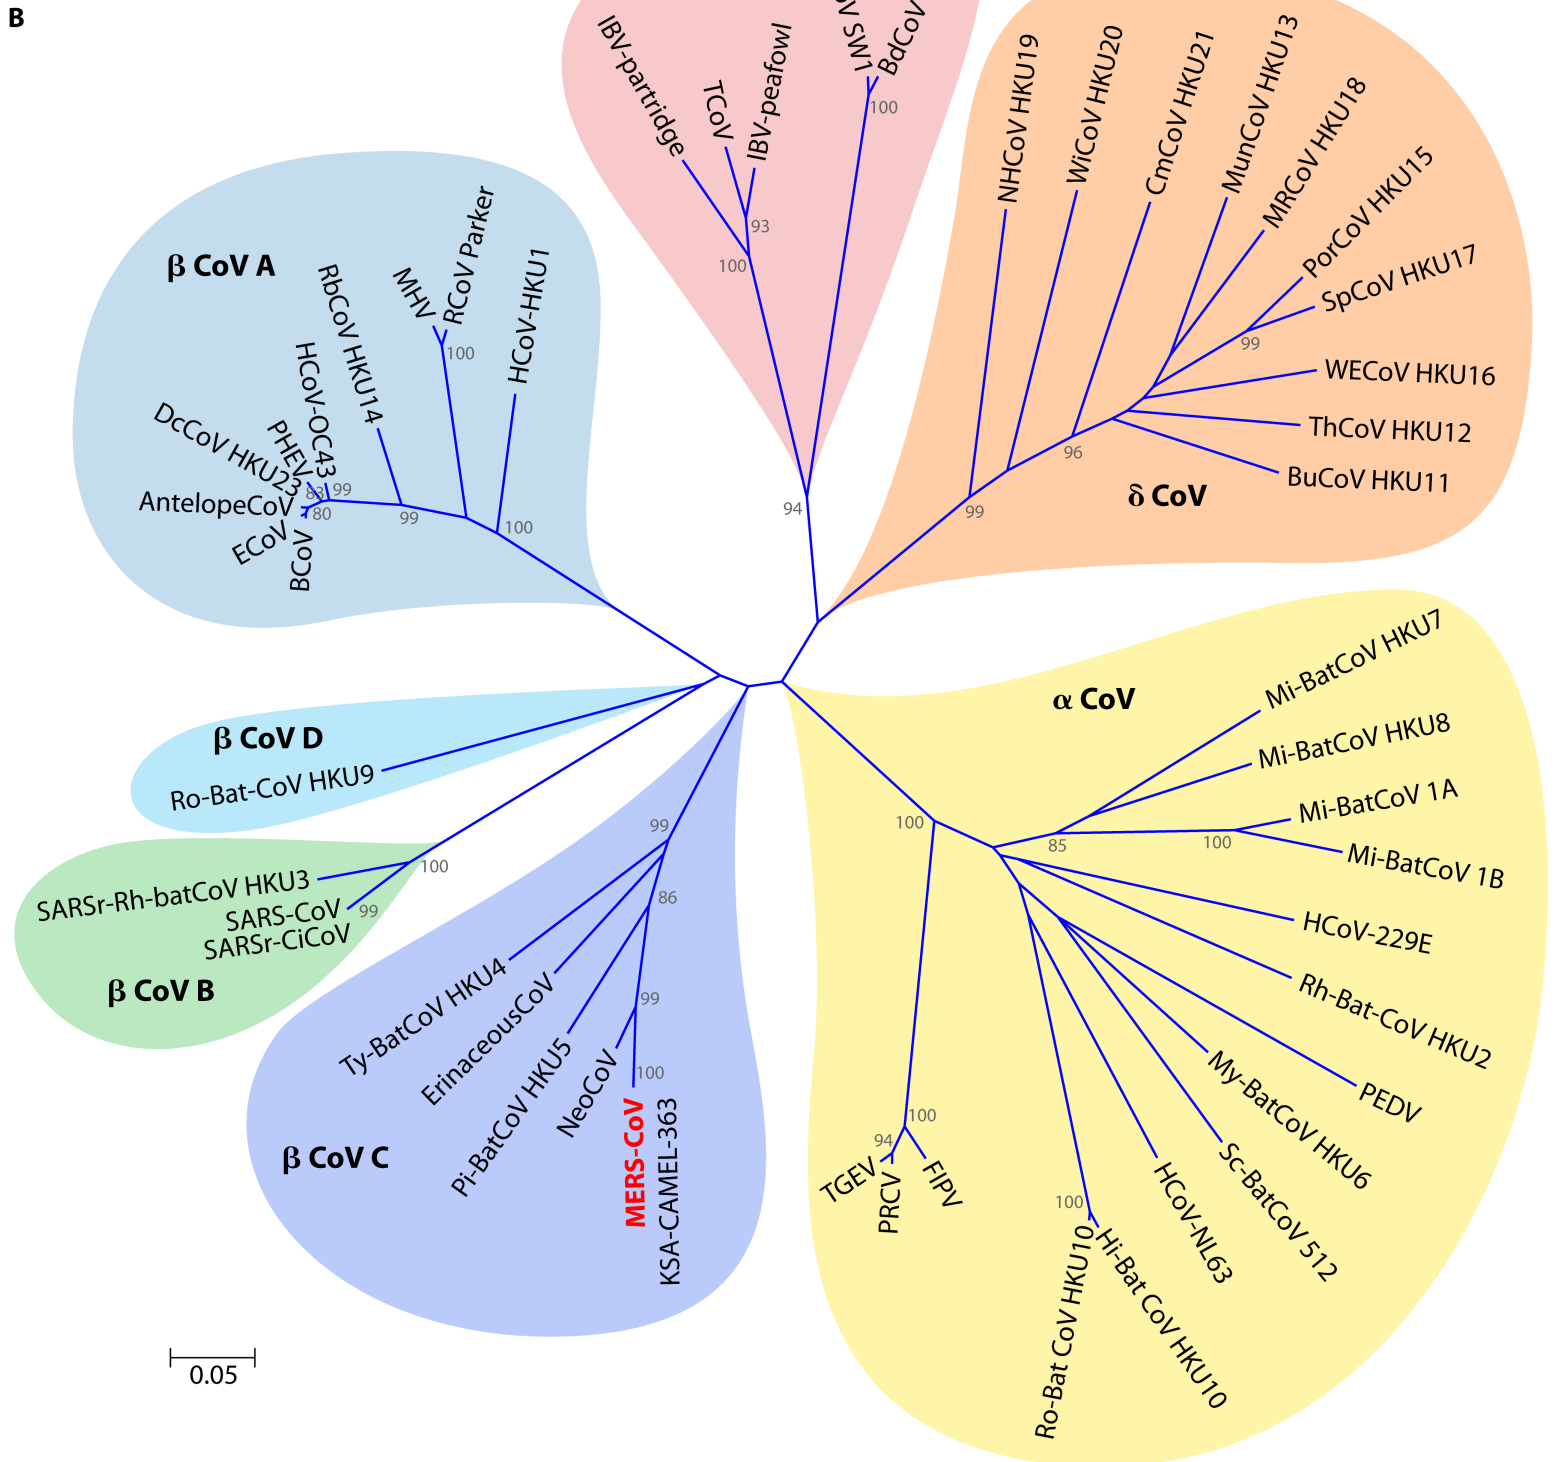 B
IBV-partridge
TCoV
IBV-peafowl
SW1
100
93
100
94
NHCoV HKU19
WiCoV HKU20
CmCoV HKU21
MunCoV HKU13
MRCoV HKU18
PorCoV HKU15
SpCoV HKU17
99
WECoV HKU16
ThCoV HKU12
BuCoV HKU11
96
99
δ CoV
β CoV A
RbCoV HKU14
MHV
RCoV Parker
HCoV-HKU1
100
HCoV-OC43
PHEV
DcCoV HKU23
AntelopeCoV
ECoV
BCoV
83
99
80
99
100
β CoV D
Ro-Bat-CoV HKU9
SARSr-Rh-batCoV HKU3
SARS-CoV
SARSr-CiCoV
100
99
β CoV B
99
86
99
100
Ty-BatCoV HKU4
ErinaceousCoV
Pi-BatCoV HKU5
NeoCoV
MERS-CoV
KSA-CAMEL-363
β CoV C
α CoV
Mi-BatCoV HKU7
Mi-BatCoV HKU8
Mi-BatCoV 1A
Mi-BatCoV 1B
100
85
100
HCoV-229E
Rh-Bat-CoV HKU2
PEDV
My-BatCoV HKU6
Sc-BatCoV 512
HCoV-NL63
Hi-Bat CoV HKU10
Ro-Bat CoV HKU10
100
100
94
TGEV
PRCV
FIPV
0.05